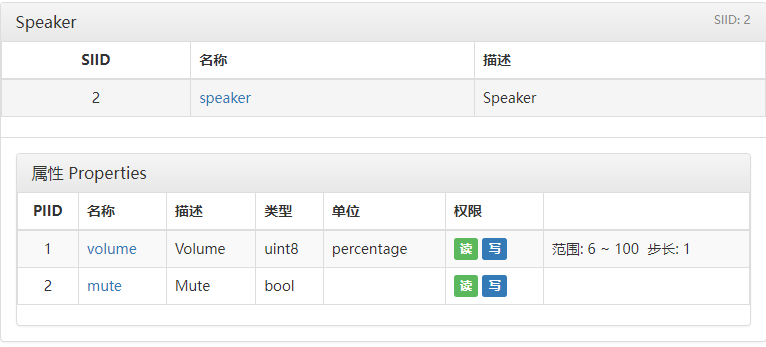 Speaker SIID: 2
SIID 名称 描述
2 speaker Speaker
属性 Properties
PIID 名称 描述 类型 单位 权限
1 volume Volume uint8 percentage 读 写 范围: 6 ~ 100 步长: 1
2 mute Mute bool 读 写